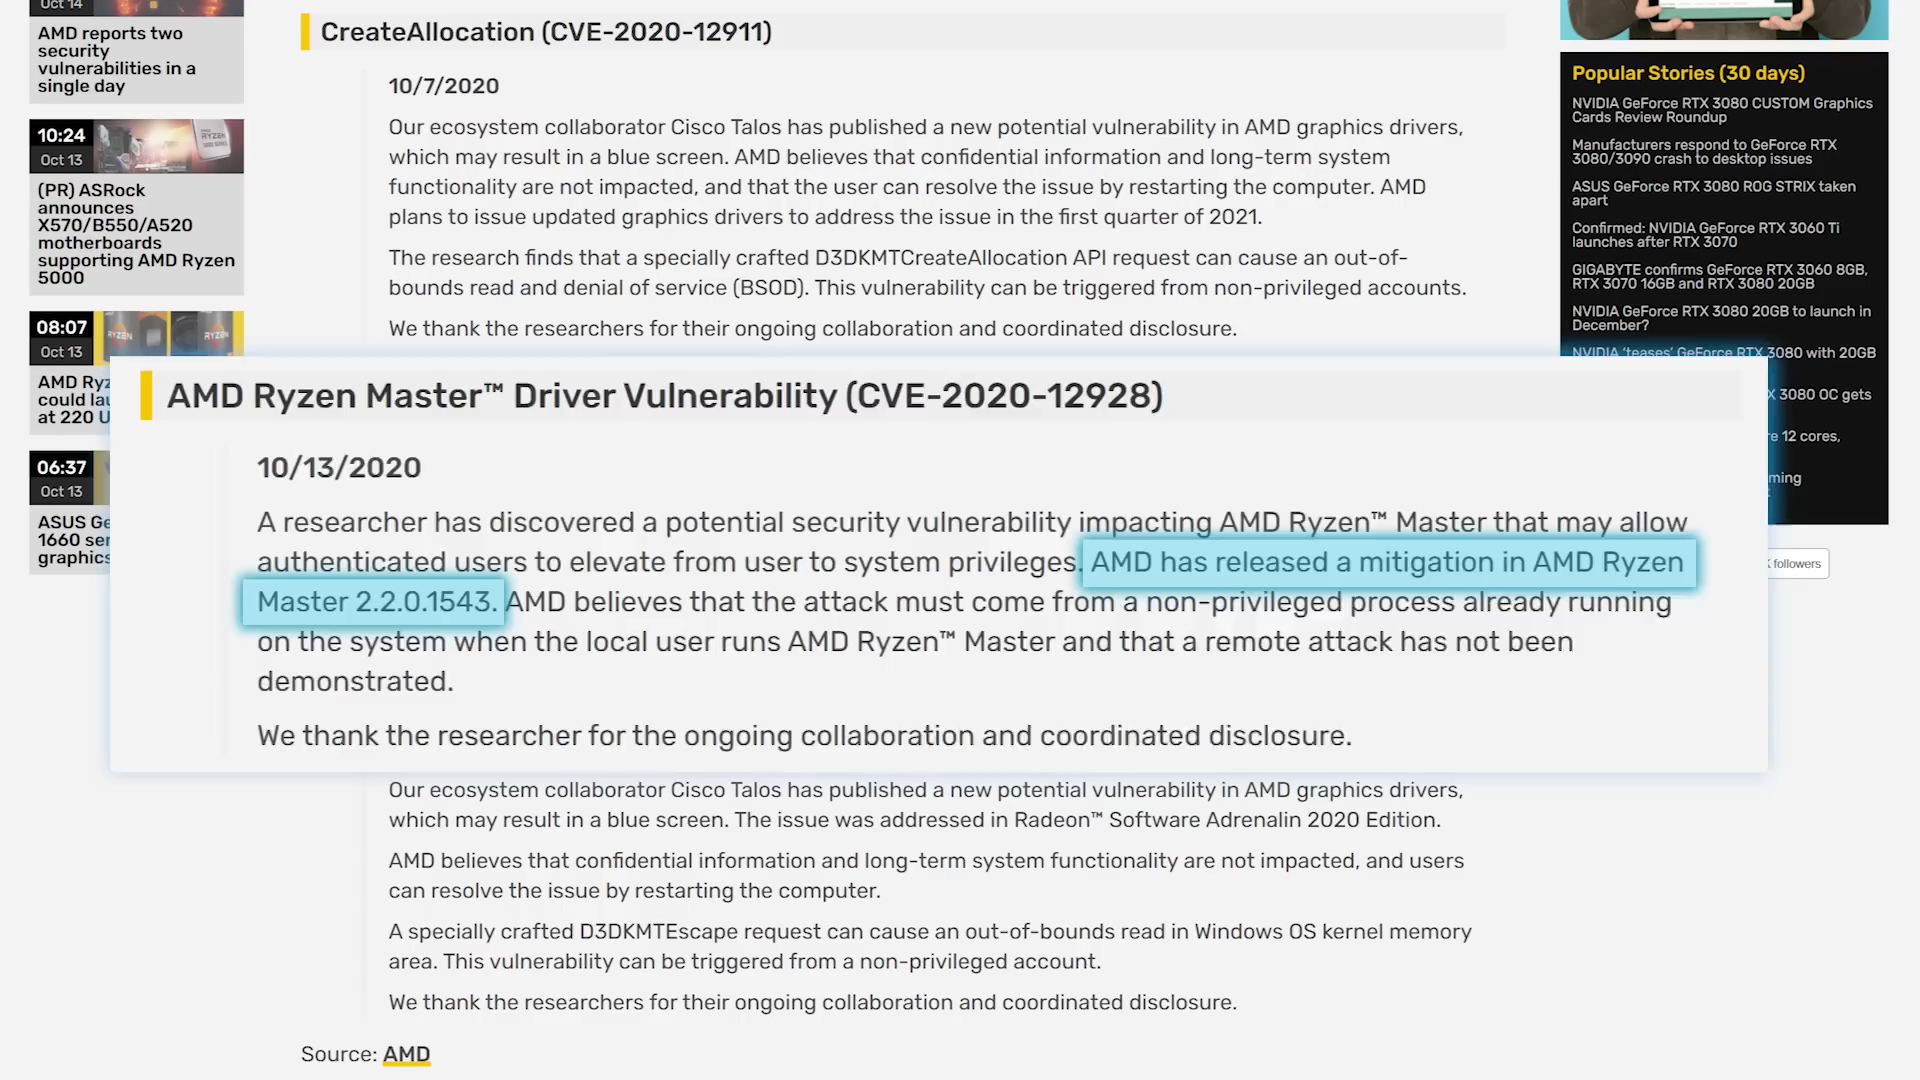 Oct 14
AMD reports two
security
vulnerabilities in a
single day
10:24
Oct 13
RYZEN
(PR) ASRock
announces
X570/B550/A520
motherboards
supporting AMD Ryzen
5000
08:07
Oct 13
RYZEN
RYZEN
AMD Ryz
could lau
at 220 U
06:37
Oct 13
ASUS Ge
1660 ser
graphics
CreateAllocation (CVE-2020-12911)
10/7/2020
Our ecosystem collaborator Cisco Talos has published a new potential vulnerability in AMD graphics drivers,
which may result in a blue screen. AMD believes that confidential information and long-term system
functionality are not impacted, and that the user can resolve the issue by restarting the computer. AMD
plans to issue updated graphics drivers to address the issue in the first quarter of 2021.
The research finds that a specially crafted D3DKMTCreateAllocation API request can cause an out-of-
bounds read and denial of service (BSOD). This vulnerability can be triggered from non-privileged accounts.
We thank the researchers for their ongoing collaboration and coordinated disclosure.
AMD Ryzen Master™ Driver Vulnerability (CVE-2020-12928)
10/13/2020
A researcher has discovered a potential security vulnerability impacting AMD Ryzen™ Master that may allow
authenticated users to elevate from user to system privileges. AMD has released a mitigation in AMD Ryzen
Master 2.2.0.1543. AMD believes that the attack must come from a non-privileged process already running
on the system when the local user runs AMD Ryzen™ Master and that a remote attack has not been
demonstrated.
We thank the researcher for the ongoing collaboration and coordinated disclosure.
Our ecosystem collaborator Cisco Talos has published a new potential vulnerability in AMD graphics drivers,
which may result in a blue screen. The issue was addressed in Radeon™ Software Adrenalin 2020 Edition.
AMD believes that confidential information and long-term system functionality are not impacted, and users
can resolve the issue by restarting the computer.
A specially crafted D3DKMTEscape request can cause an out-of-bounds read in Windows OS kernel memory
area. This vulnerability can be triggered from a non-privileged account.
We thank the researchers for their ongoing collaboration and coordinated disclosure.
Source: AMD
Popular Stories (30 days)
NVIDIA GeForce RTX 3080 CUSTOM Graphics
Cards Review Roundup
Manufacturers respond to GeForce RTX
3080/3090 crash to desktop issues
ASUS GeForce RTX 3080 ROG STRIX taken
apart
Confirmed: NVIDIA GeForce RTX 3060 Ti
launches after RTX 3070
GIGABYTE confirms GeForce RTX 3060 8GB,
RTX 3070 16GB and RTX 3080 20GB
NVIDIA GeForce RTX 3080 20GB to launch in
December?
NVIDIA ‘teases’ GeForce RTX 3080 with 20GB
X 3080 OC gets
re 12 cores,
ming
followers